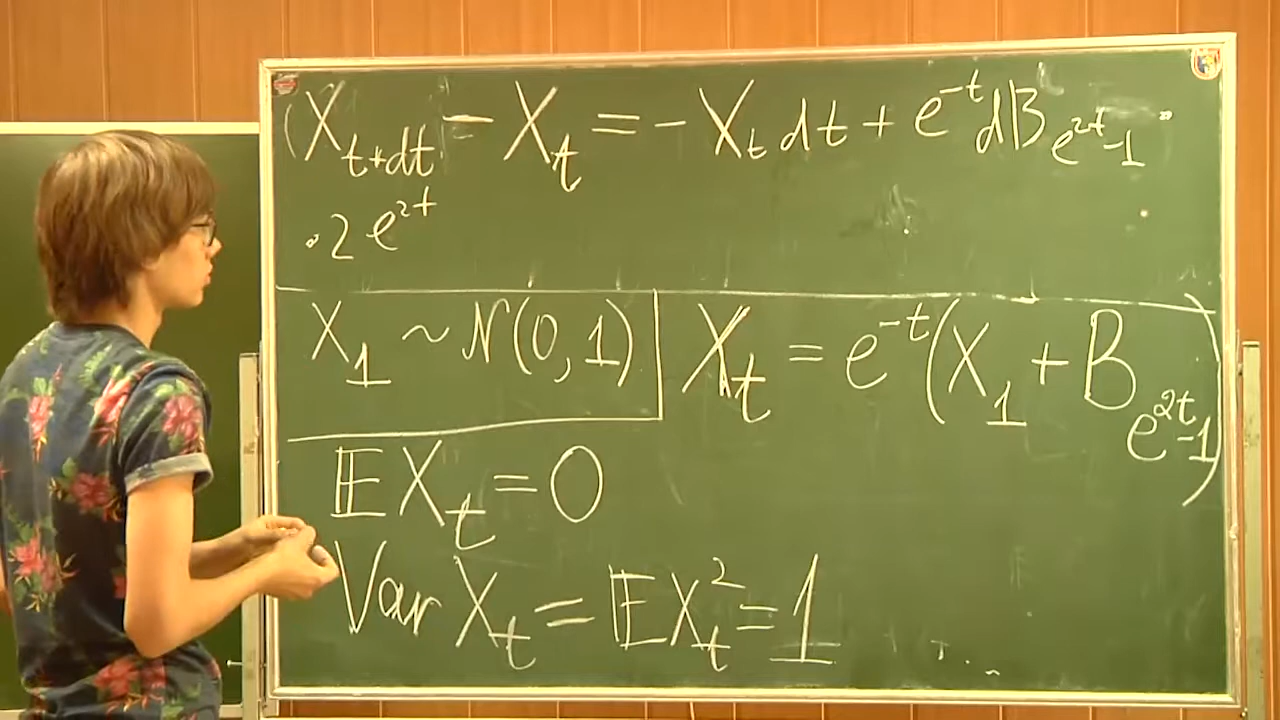 (X_{t+dt} - X_t = - X_t dt + e^{-t} dB_{e^{2t}-1}
· 2 e^{2t}
X_1 ~ N(0, 1)
X_t = e^{-t}(X_1 + B_{e^{2t}-1})
𝔼X_t = 0
Var X_t = 𝔼X_t^2 = 1